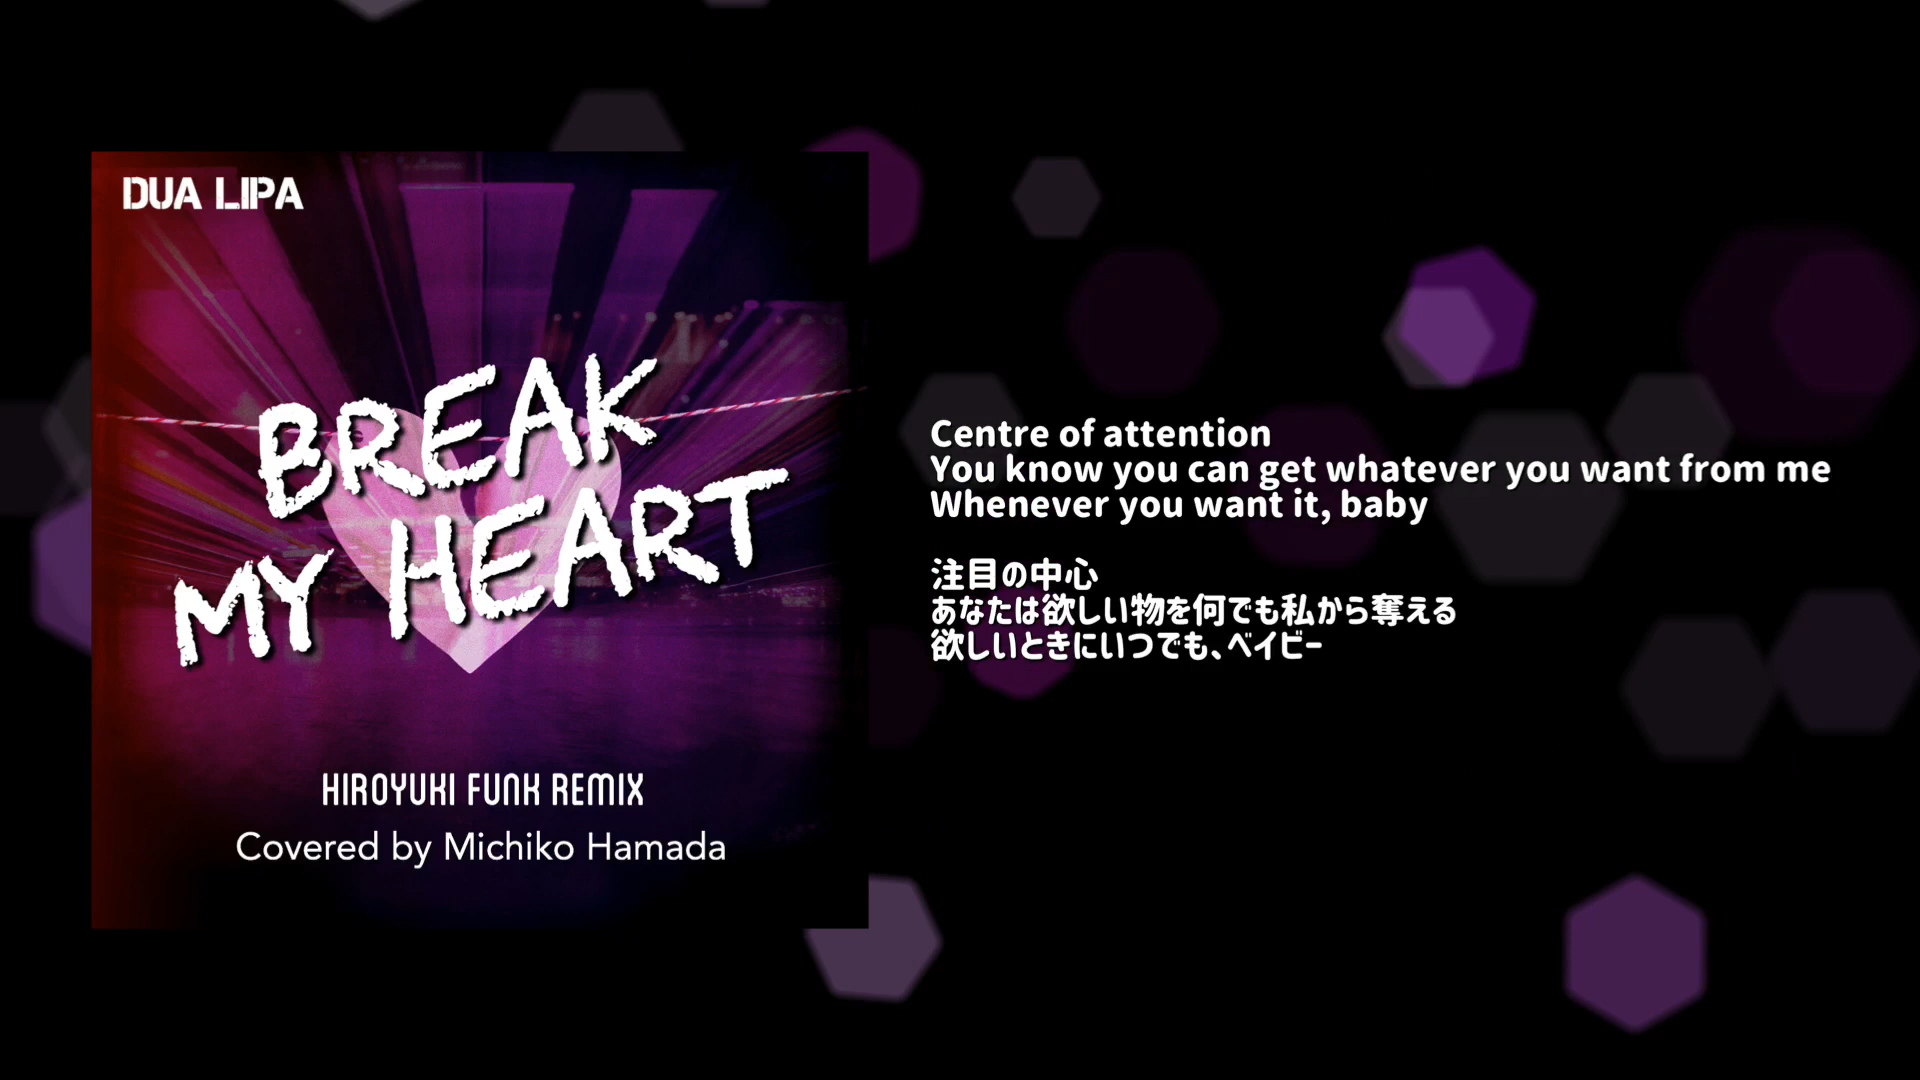 DUA LIPA
BREAK
MY HEART
HIROYUKI FUNK REMIX
Covered by Michiko Hamada
Centre of attention
You know you can get whatever you want from me
Whenever you want it, baby
注目の中心
あなたは欲しい物を何でも私から奪える
欲しいときにいつでも、ベイビー